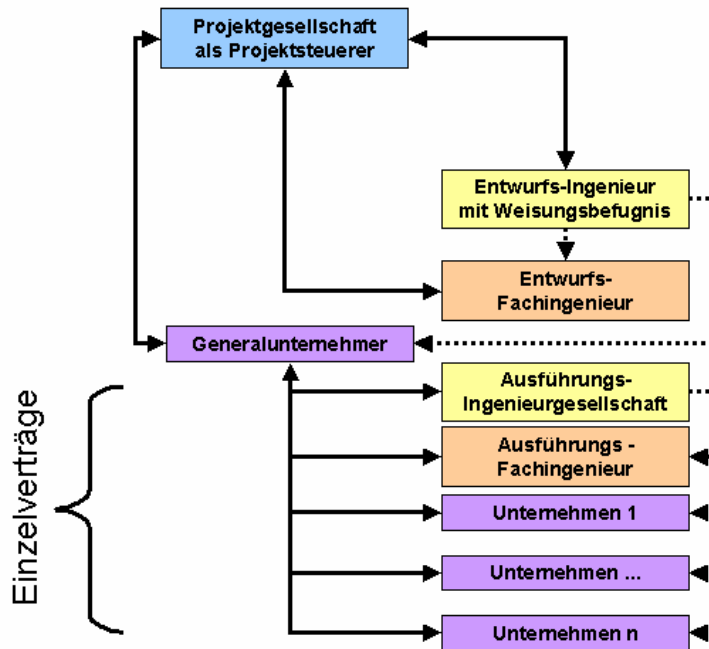 Projektgesellschaft
als Projektsteuerer
Entwurfs-Ingenieur
mit Weisungsbefugnis
Entwurfs-
Fachingenieur
Generalunternehmer
Ausführungs-
Ingenieurgesellschaft
Ausführungs -
Fachingenieur
Unternehmen 1
Unternehmen ...
Unternehmen n
Einzelverträge